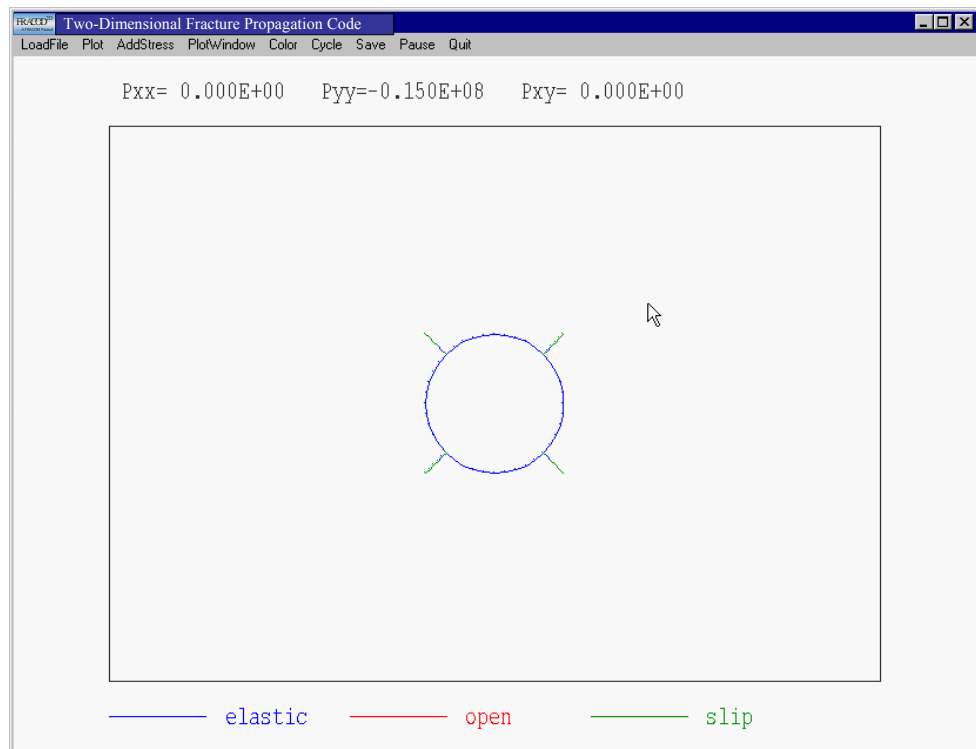 FRACOD2D Two-Dimensional Fracture Propagation Code
LoadFile Plot AddStress PlotWindow Color Cycle Save Pause Quit
Pxx= 0.000E+00 Pyy=-0.150E+08 Pxy= 0.000E+00
elastic open slip